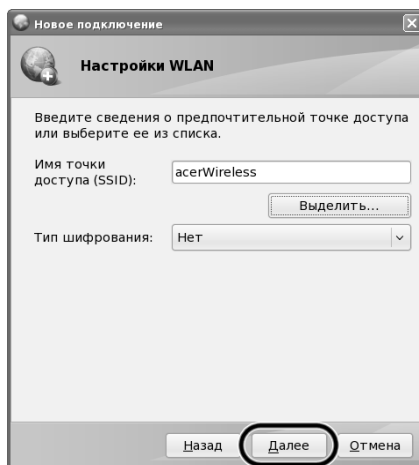 Новое подключение
Настройки WLAN
Введите сведения о предпочтительной точке доступа
или выберите ее из списка.
Имя точки
доступа (SSID):
acerWireless
Выделить...
Тип шифрования:
Нет
Назад
Далее
Отмена